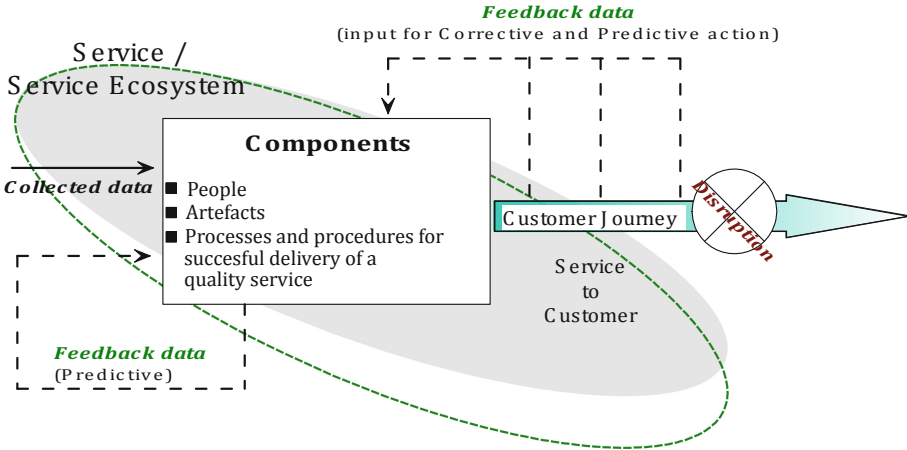 Feedback data
(input for Corrective and Predictive action)
Service /
Service Ecosystem
Components
Collected data
■ People
■ Artefacts
■ Processes and procedures for
succesful delivery of a
quality service
Customer Journey
Disruption
Service
to
Customer
Feedback data
(Predictive)